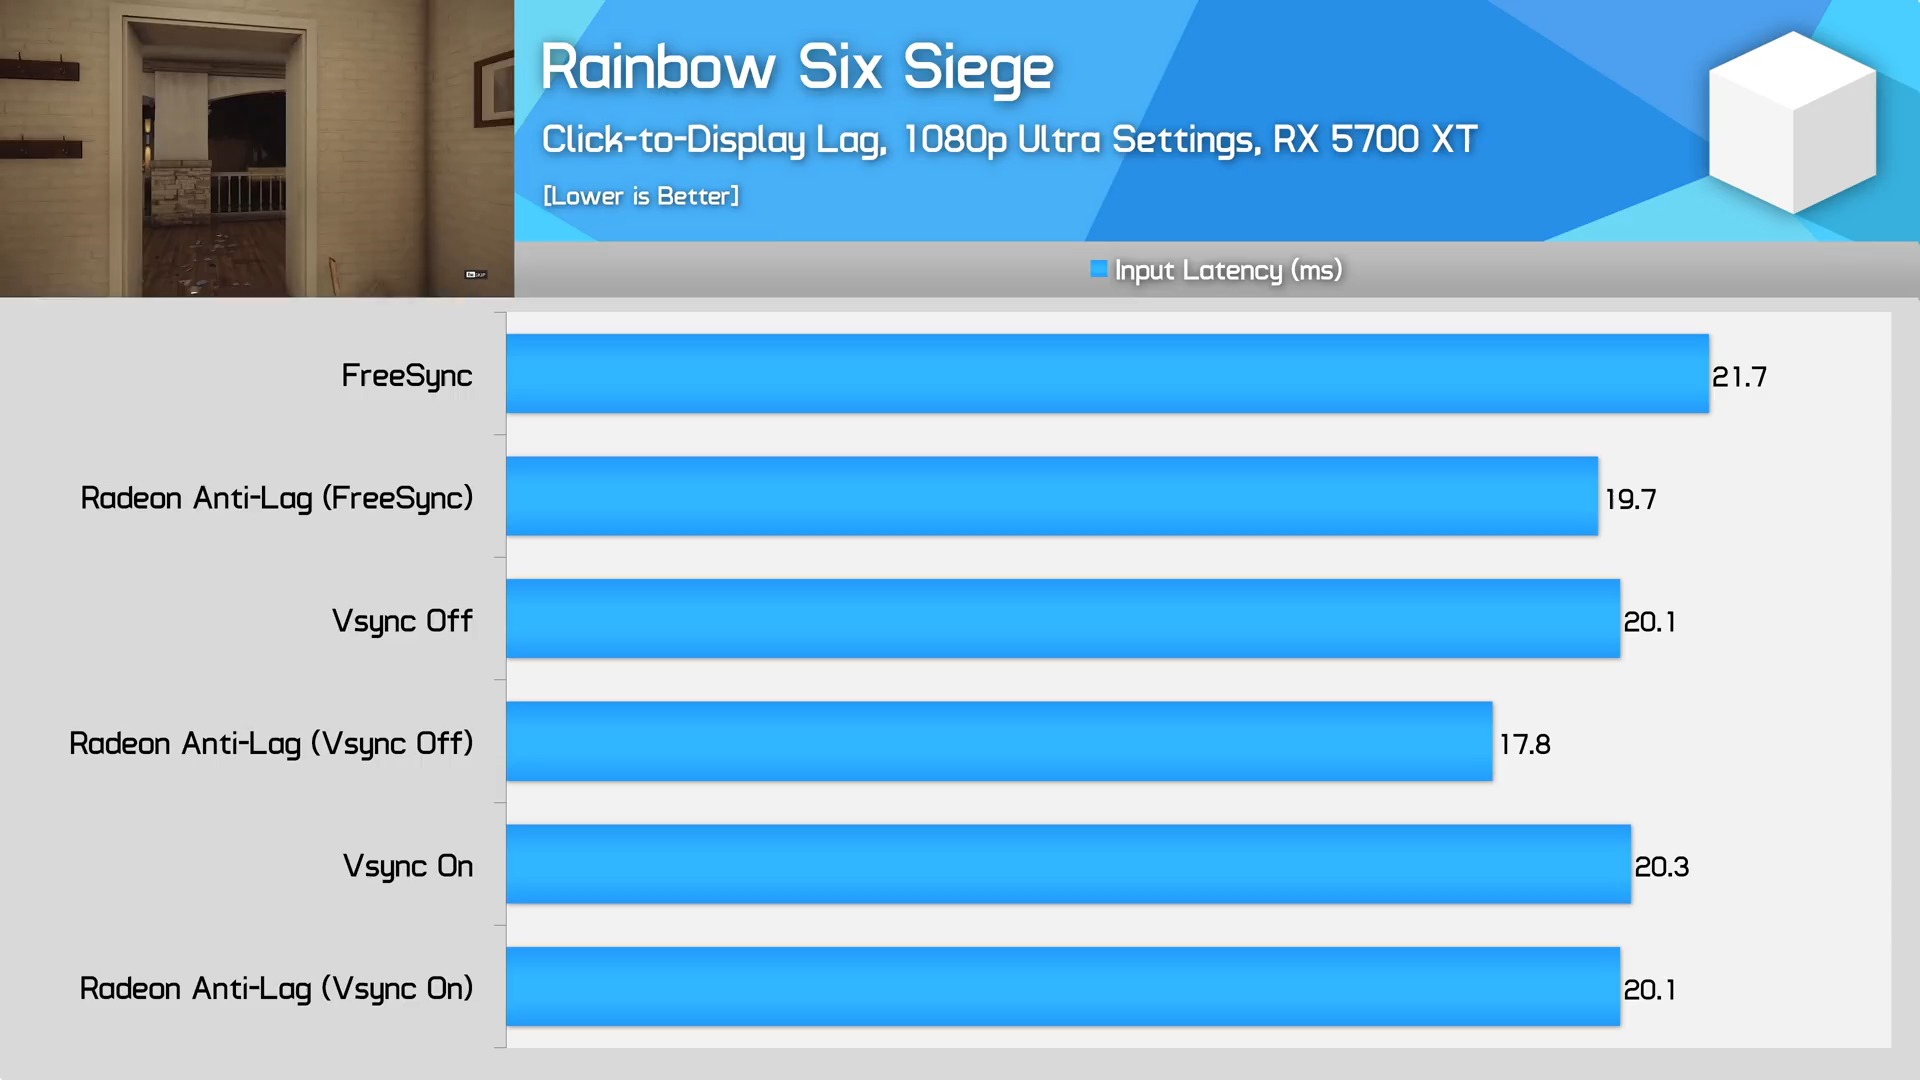 Rainbow Six Siege
Click-to-Display Lag, 1080p Ultra Settings, RX 5700 XT
[Lower is Better]
Input Latency (ms)
FreeSync 21.7
Radeon Anti-Lag (FreeSync) 19.7
Vsync Off 20.1
Radeon Anti-Lag (Vsync Off) 17.8
Vsync On 20.3
Radeon Anti-Lag (Vsync On) 20.1